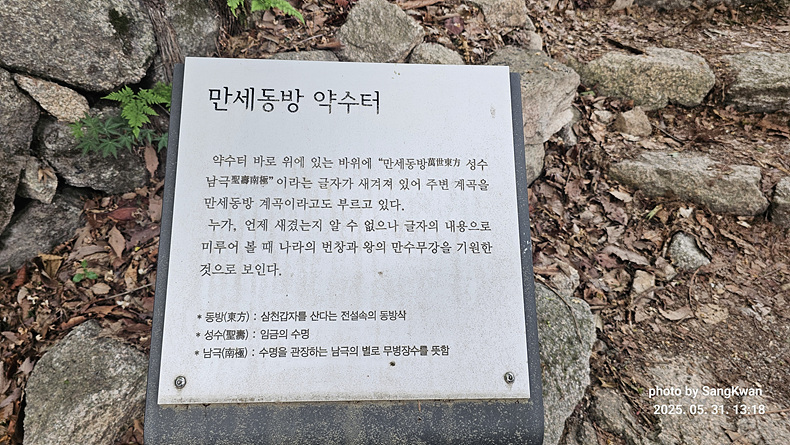 만세동방 약수터
약수터 바로 위에 있는 바위에 "만세동방萬世東方 성수
남극聖壽南極"이라는 글자가 새겨져 있어 주변 계곡을
만세동방 계곡이라고도 부르고 있다.
누가, 언제 새겼는지 알 수 없으나 글자의 내용으로
미루어 볼 때 나라의 번창과 왕의 만수무강을 기원한
것으로 보인다.
* 동방(東方) : 삼천갑자를 산다는 전설속의 동방삭
* 성수(聖壽) : 임금의 수명
* 남극(南極) : 수명을 관장하는 남극의 별로 무병장수를 뜻함
photo by SangKwan
2025. 05. 31. 13:18